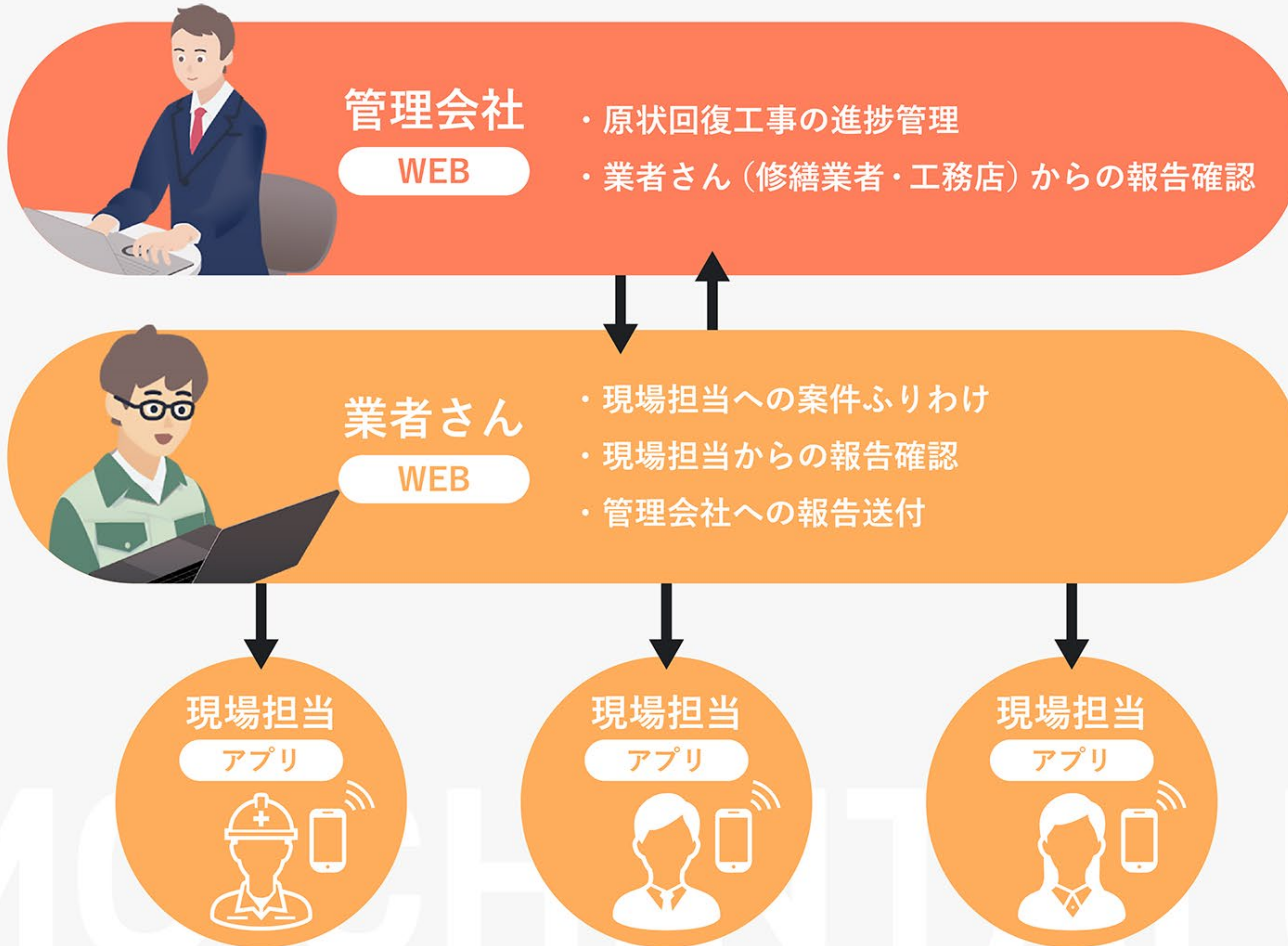 管理会社
WEB
・原状回復工事の進捗管理
・業者さん（修繕業者・工務店）からの報告確認
業者さん
WEB
・現場担当への案件ふりわけ
・現場担当からの報告確認
・管理会社への報告送付
現場担当
アプリ
現場担当
アプリ
現場担当
アプリ